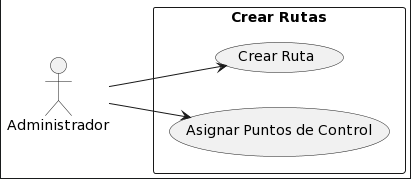 Crear Rutas
Crear Ruta
Administrador
Asignar Puntos de Control